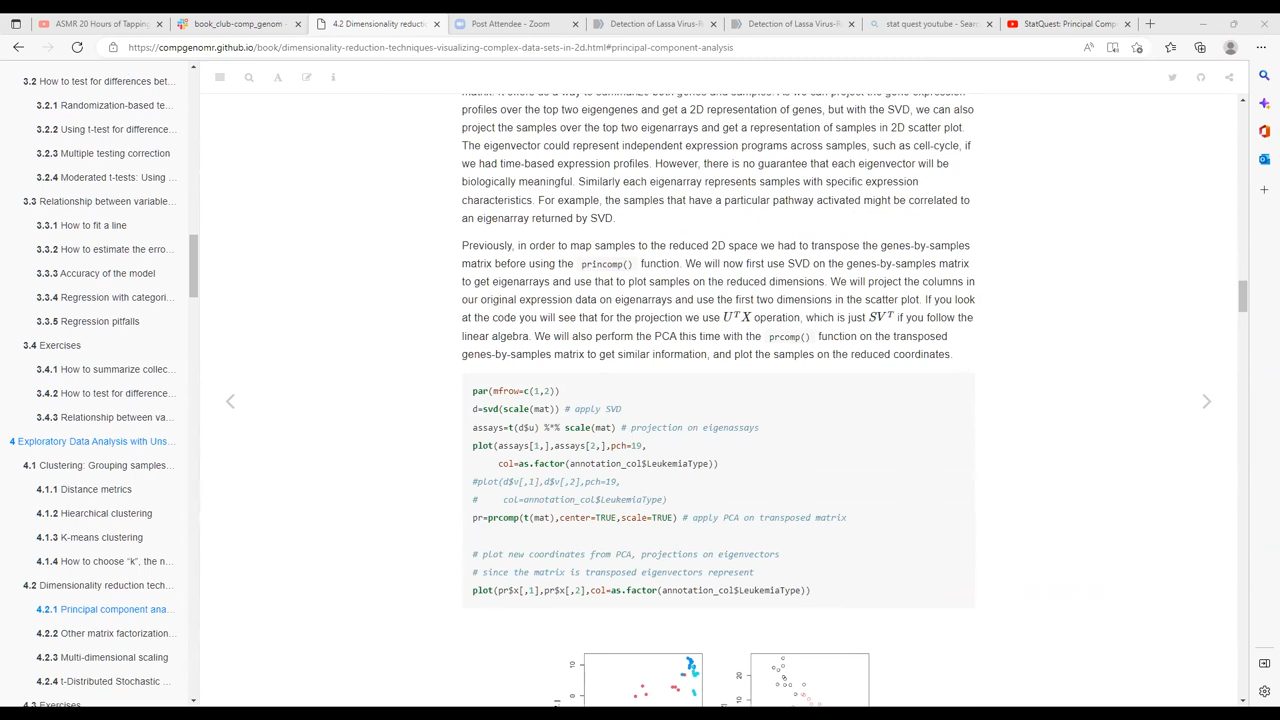 ASMR 20 Hours of Tapping
book_club-comp_genom
4.2 Dimensionality reducti
Post Attendee - Zoom
Detection of Lassa Virus-R
Detection of Lassa Virus-R
stat quest youtube - Searc
StatQuest: Principal Comp
https://compgenomr.github.io/book/dimensionality-reduction-techniques-visualizing-complex-data-sets-in-2d.html#principal-component-analysis
3.2 How to test for differences bet...
3.2.1 Randomization-based te...
3.2.2 Using t-test for difference...
3.2.3 Multiple testing correction
3.2.4 Moderated t-tests: Using ...
3.3 Relationship between variable...
3.3.1 How to fit a line
3.3.2 How to estimate the erro...
3.3.3 Accuracy of the model
3.3.4 Regression with categori...
3.3.5 Regression pitfalls
3.4 Exercises
3.4.1 How to summarize collec...
3.4.2 How to test for difference...
3.4.3 Relationship between va...
4 Exploratory Data Analysis with Uns...
4.1 Clustering: Grouping samples...
4.1.1 Distance metrics
4.1.2 Hiearchical clustering
4.1.3 K-means clustering
4.1.4 How to choose “k”, the n...
4.2 Dimensionality reduction tech...
4.2.1 Principal component ana...
4.2.2 Other matrix factorization...
4.2.3 Multi-dimensional scaling
4.2.4 t-Distributed Stochastic ...
4.3 Exercises
profiles over the top two eigengenes and get a 2D representation of genes, but with the SVD, we can also
project the samples over the top two eigenarrays and get a representation of samples in 2D scatter plot.
The eigenvector could represent independent expression programs across samples, such as cell-cycle, if
we had time-based expression profiles. However, there is no guarantee that each eigenvector will be
biologically meaningful. Similarly each eigenarray represents samples with specific expression
characteristics. For example, the samples that have a particular pathway activated might be correlated to
an eigenarray returned by SVD.
Previously, in order to map samples to the reduced 2D space we had to transpose the genes-by-samples
matrix before using the princomp() function. We will now first use SVD on the genes-by-samples matrix
to get eigenarrays and use that to plot samples on the reduced dimensions. We will project the columns in
our original expression data on eigenarrays and use the first two dimensions in the scatter plot. If you look
at the code you will see that for the projection we use Uᵀ X operation, which is just SVᵀ if you follow the
linear algebra. We will also perform the PCA this time with the prcomp() function on the transposed
genes-by-samples matrix to get similar information, and plot the samples on the reduced coordinates.
par(mfrow=c(1,2))
d=svd(scale(mat)) # apply SVD
assays=t(d$u) %*% scale(mat) # projection on eigenassays
plot(assays[1,],assays[2,],pch=19,
col=as.factor(annotation_col$LeukemiaType))
#plot(d$v[,1],d$v[,2],pch=19,
# col=annotation_col$LeukemiaType)
pr=prcomp(t(mat),center=TRUE,scale=TRUE) # apply PCA on transposed matrix
# plot new coordinates from PCA, projections on eigenvectors
# since the matrix is transposed eigenvectors represent
plot(pr$x[,1],pr$x[,2],col=as.factor(annotation_col$LeukemiaType))
10
0
20
10